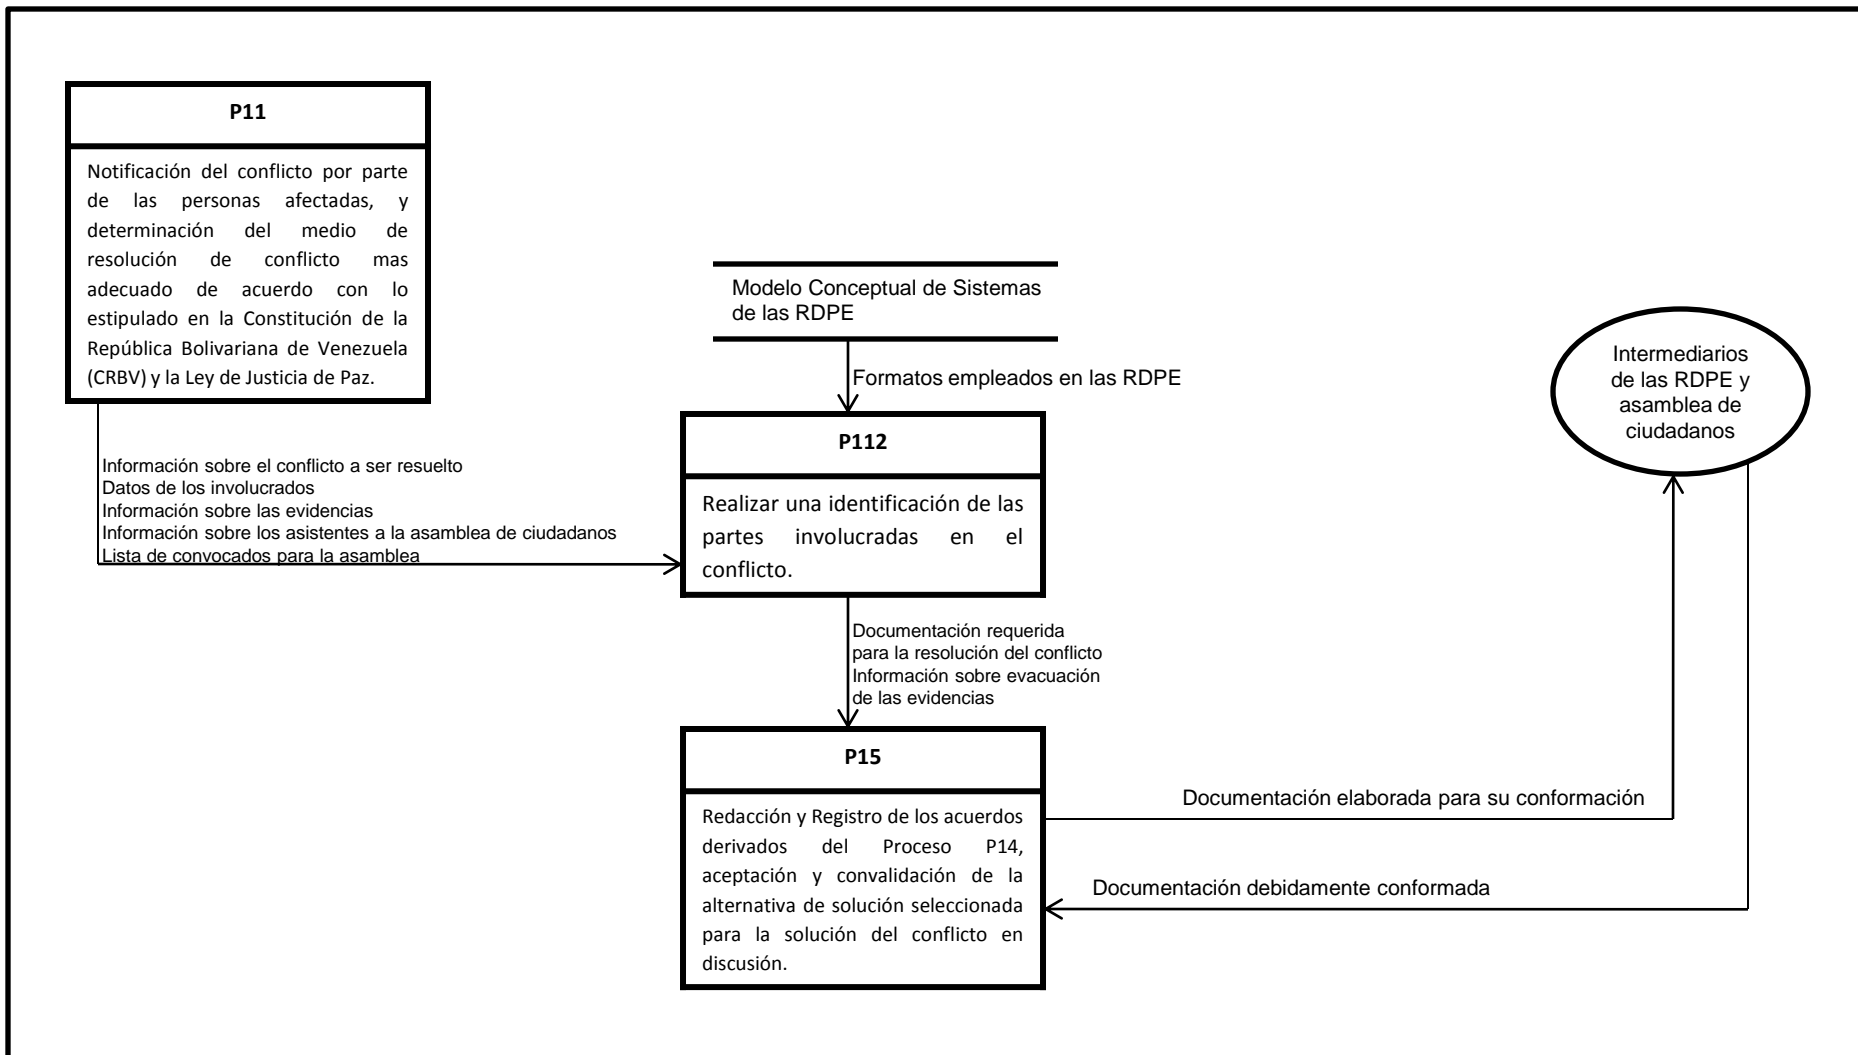 P11
Notificación del conflicto por parte
de las personas afectadas, y
determinación del medio de
resolución de conflicto mas
adecuado de acuerdo con lo
estipulado en la Constitución de la
República Bolivariana de Venezuela
(CRBV) y la Ley de Justicia de Paz.
Modelo Conceptual de Sistemas
de las RDPE
Formatos empleados en las RDPE
Intermediarios
de las RDPE y
asamblea de
ciudadanos
Información sobre el conflicto a ser resuelto
Datos de los involucrados
Información sobre las evidencias
Información sobre los asistentes a la asamblea de ciudadanos
Lista de convocados para la asamblea
P112
Realizar una identificación de las
partes involucradas en el
conflicto.
Documentación requerida
para la resolución del conflicto
Información sobre evacuación
de las evidencias
P15
Redacción y Registro de los acuerdos
derivados del Proceso P14,
aceptación y convalidación de la
alternativa de solución seleccionada
para la solución del conflicto en
discusión.
Documentación elaborada para su conformación
Documentación debidamente conformada